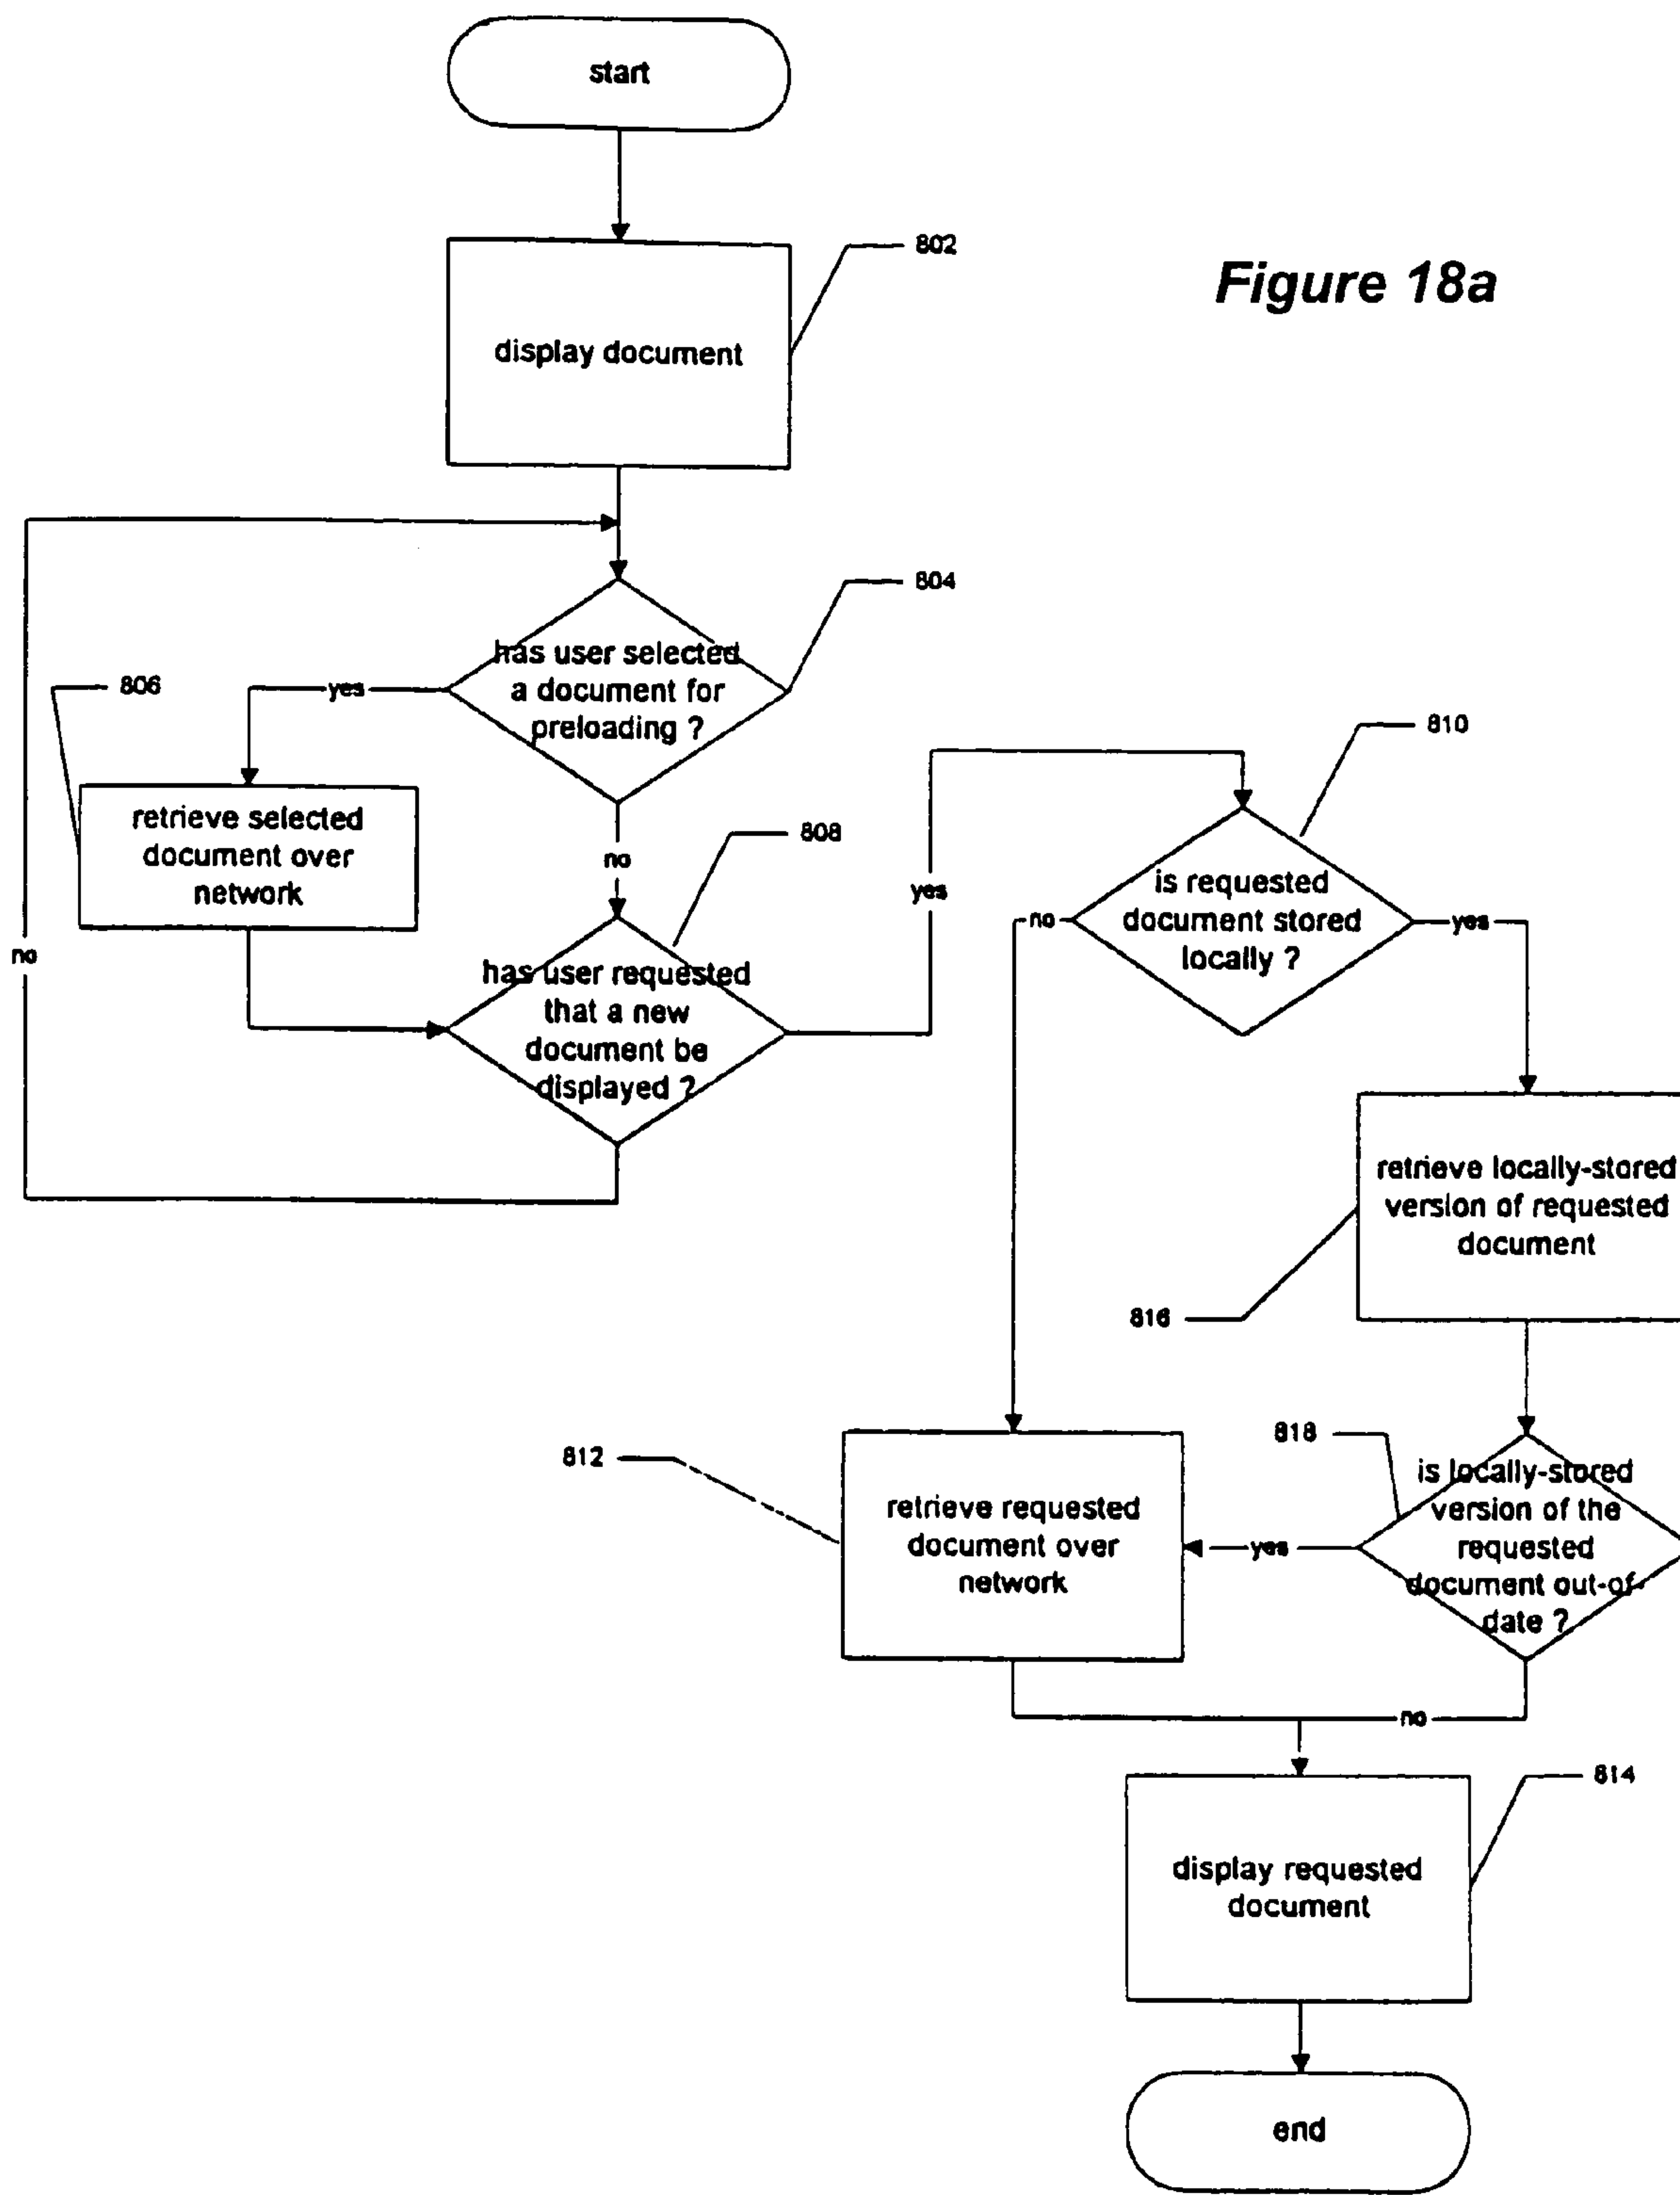 start
802
Figure 18a
display document
804
has user selected
a document for
preloading ?
yes
806
retrieve selected
document over
network
no
808
has user requested
that a new
document be
displayed ?
no
yes
810
is requested
document stored
locally ?
no
yes
retrieve locally-stored
version of requested
document
816
818
is locally-stored
version of the
requested
document out-of-
date ?
yes
812
retrieve requested
document over
network
no
814
display requested
document
end